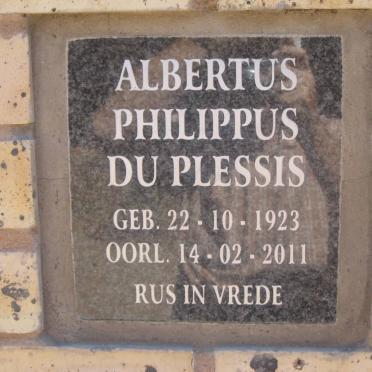 ALBERTUS
PHILIPPUS
DU PLESSIS
GEB. 22 - 10 - 1923
OORL. 14 - 02 - 2011
RUS IN VREDE